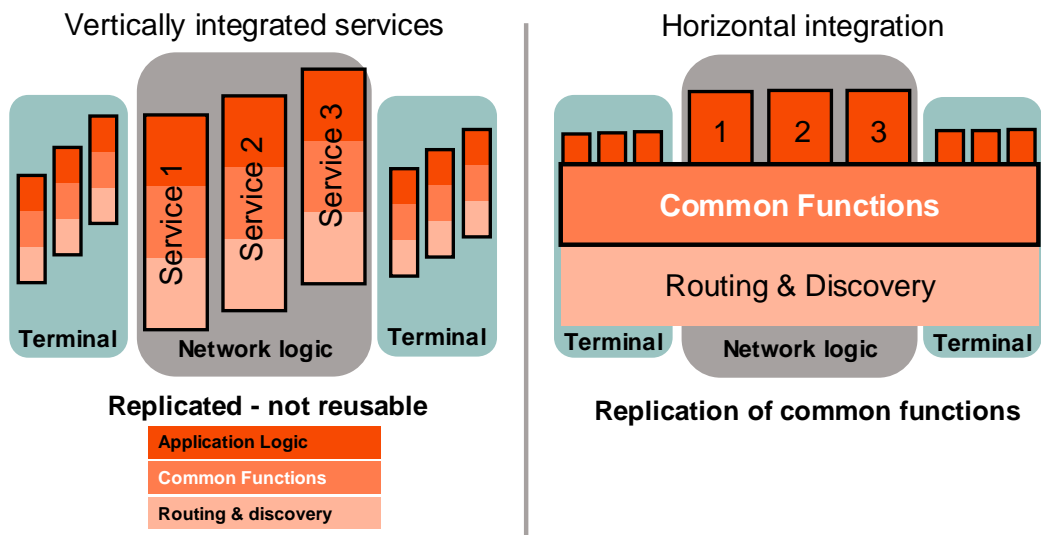 Vertically integrated services
Service 1
Service 2
Service 3
Terminal
Network logic
Terminal
Replicated - not reusable
Application Logic
Common Functions
Routing & discovery
Horizontal integration
1
2
3
Common Functions
Routing & Discovery
Terminal
Network logic
Terminal
Replication of common functions